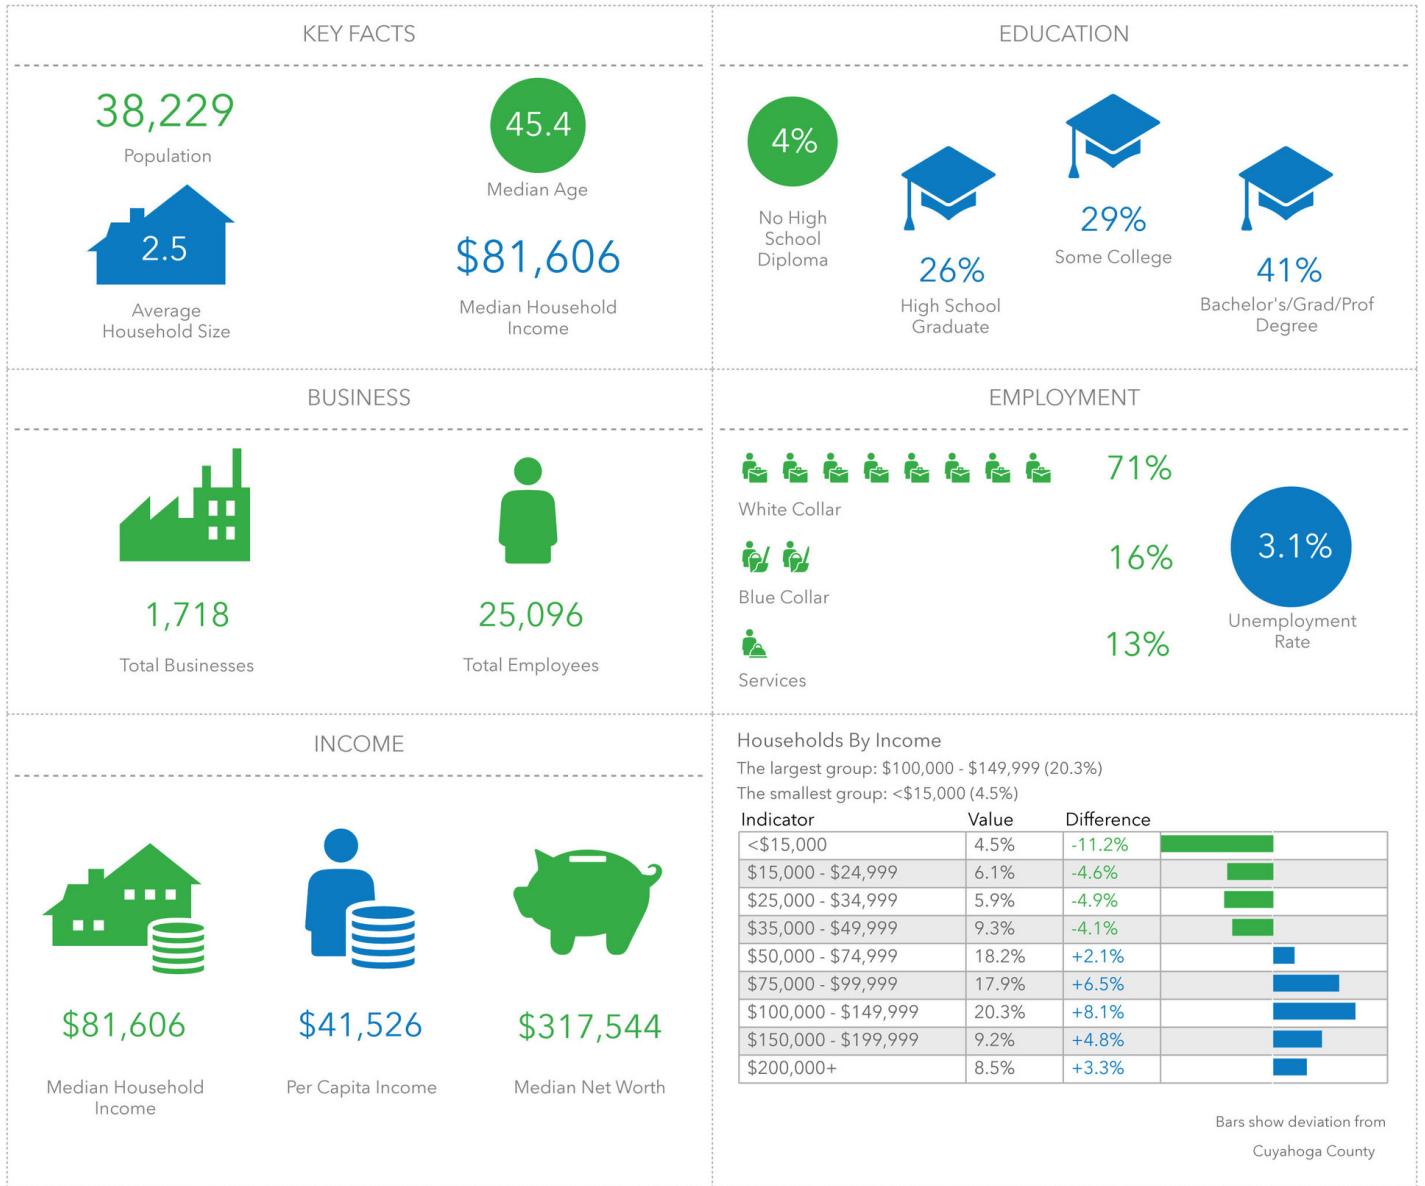 KEY FACTS
38,229
Population
45.4
Median Age
2.5
Average
Household Size
$81,606
Median Household
Income
EDUCATION
4%
No High
School
Diploma
26%
High School
Graduate
29%
Some College
41%
Bachelor's/Grad/Prof
Degree
BUSINESS
1,718
Total Businesses
25,096
Total Employees
EMPLOYMENT
71%
White Collar
16%
Blue Collar
13%
Services
3.1%
Unemployment
Rate
INCOME
$81,606
Median Household
Income
$41,526
Per Capita Income
$317,544
Median Net Worth
Households By Income
The largest group: $100,000 - $149,999 (20.3%)
The smallest group: <$15,000 (4.5%)
Indicator Value Difference
<$15,000 4.5% -11.2%
$15,000 - $24,999 6.1% -4.6%
$25,000 - $34,999 5.9% -4.9%
$35,000 - $49,999 9.3% -4.1%
$50,000 - $74,999 18.2% +2.1%
$75,000 - $99,999 17.9% +6.5%
$100,000 - $149,999 20.3% +8.1%
$150,000 - $199,999 9.2% +4.8%
$200,000+ 8.5% +3.3%
Bars show deviation from
Cuyahoga County